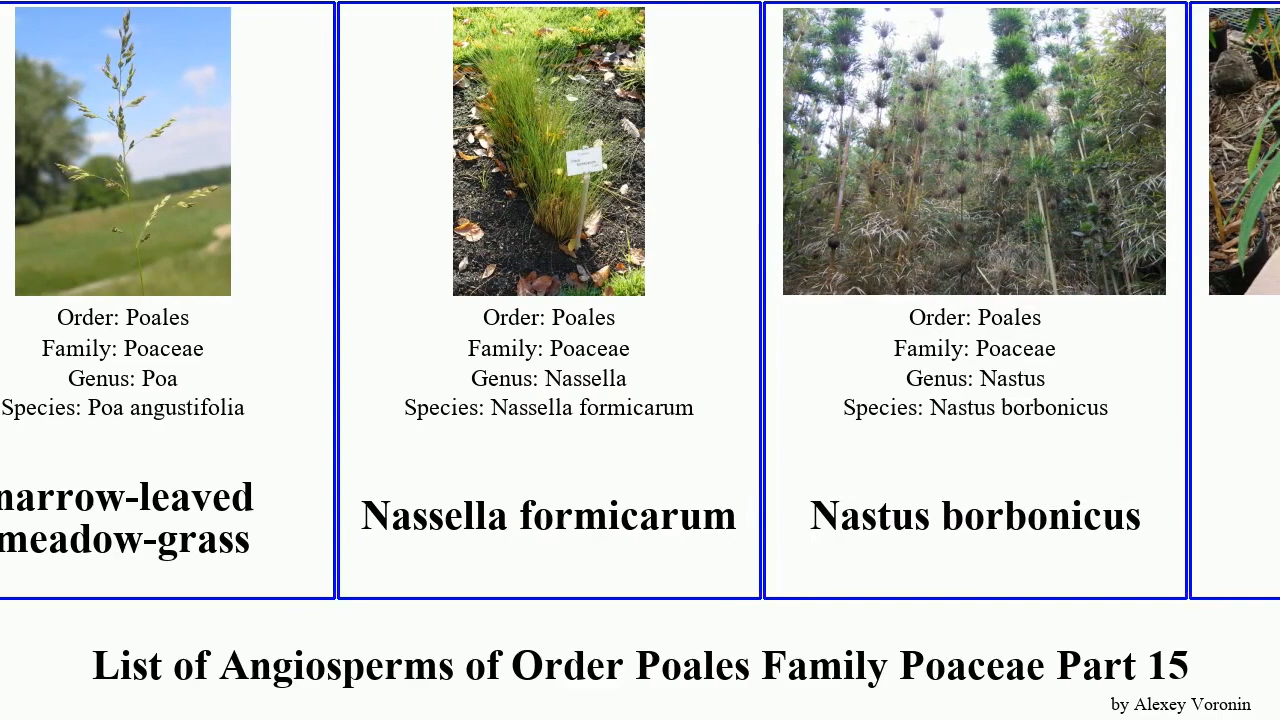 Order: Poales
Family: Poaceae
Genus: Poa
Species: Poa angustifolia
narrow-leaved
meadow-grass
Order: Poales
Family: Poaceae
Genus: Nassella
Species: Nassella formicarum
Nassella formicarum
Order: Poales
Family: Poaceae
Genus: Nastus
Species: Nastus borbonicus
Nastus borbonicus
List of Angiosperms of Order Poales Family Poaceae Part 15
by Alexey Voronin